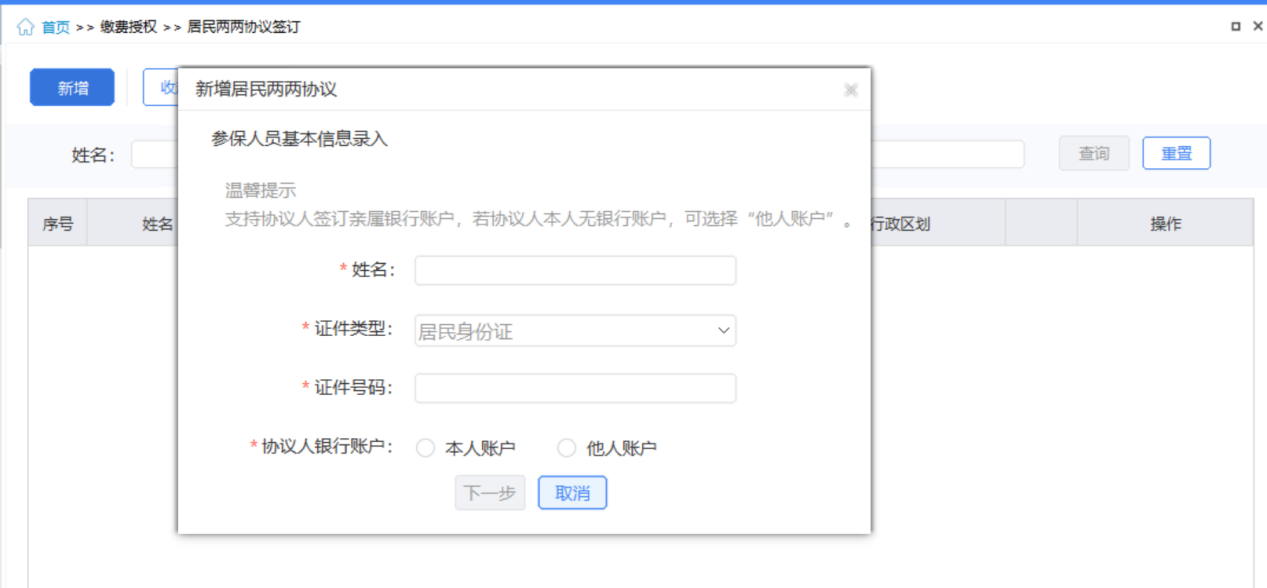 首页 >> 缴费授权 >> 居民两两协议签订
新增
收
新增居民两两协议
参保人员基本信息录入
姓名：
查询
重置
温馨提示
支持协议人签订亲属银行账户，若协议人本人无银行账户，可选择“他人账户”。
序号
姓名
行政区划
操作
* 姓名：
* 证件类型：
居民身份证
* 证件号码：
* 协议人银行账户：
本人账户
他人账户
下一步
取消